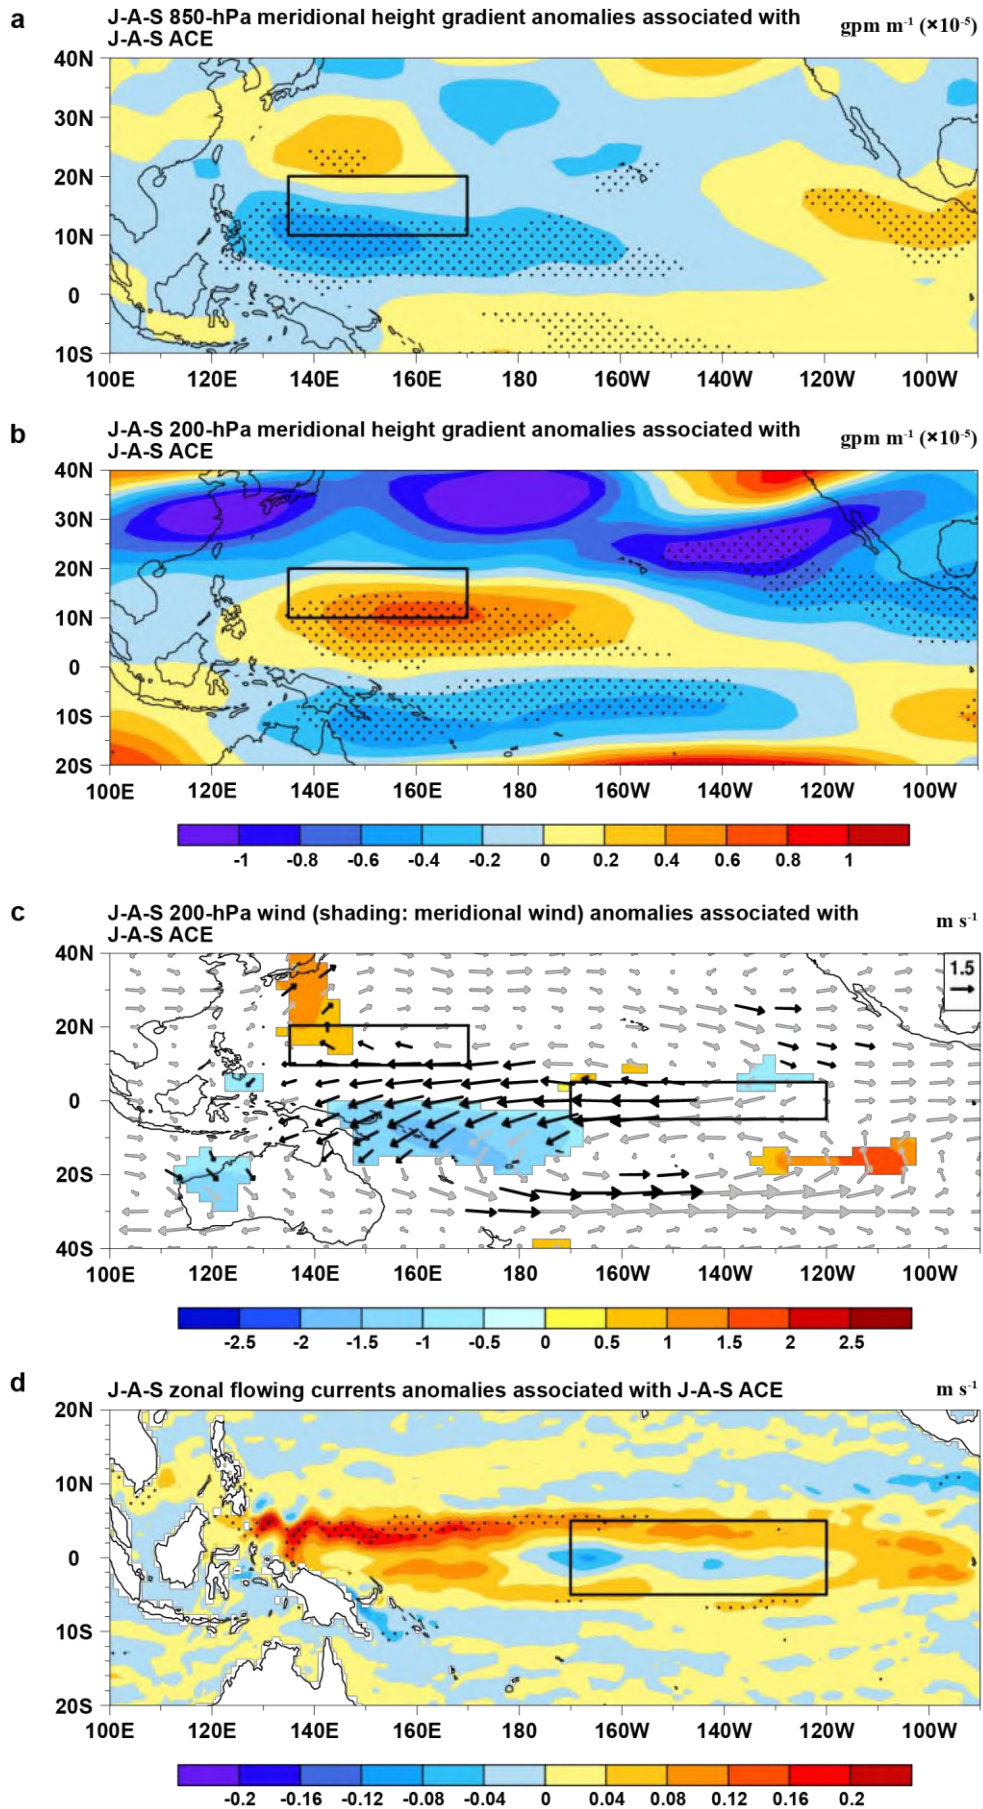 a
J-A-S 850-hPa meridional height gradient anomalies associated with
J-A-S ACE
gpm m⁻¹ (×10⁻⁵)
40N
30N
20N
10N
0
10S
100E 120E 140E 160E 180 160W 140W 120W 100W
b
J-A-S 200-hPa meridional height gradient anomalies associated with
J-A-S ACE
gpm m⁻¹ (×10⁻⁵)
40N
30N
20N
10N
0
10S
20S
100E 120E 140E 160E 180 160W 140W 120W 100W
-1 -0.8 -0.6 -0.4 -0.2 0 0.2 0.4 0.6 0.8 1
c
J-A-S 200-hPa wind (shading: meridional wind) anomalies associated with
J-A-S ACE
m s⁻¹
1.5
40N
20N
0
20S
40S
100E 120E 140E 160E 180 160W 140W 120W 100W
-2.5 -2 -1.5 -1 -0.5 0 0.5 1 1.5 2 2.5
d
J-A-S zonal flowing currents anomalies associated with J-A-S ACE
m s⁻¹
20N
10N
0
10S
20S
100E 120E 140E 160E 180 160W 140W 120W 100W
-0.2 -0.16 -0.12 -0.08 -0.04 0 0.04 0.08 0.12 0.16 0.2